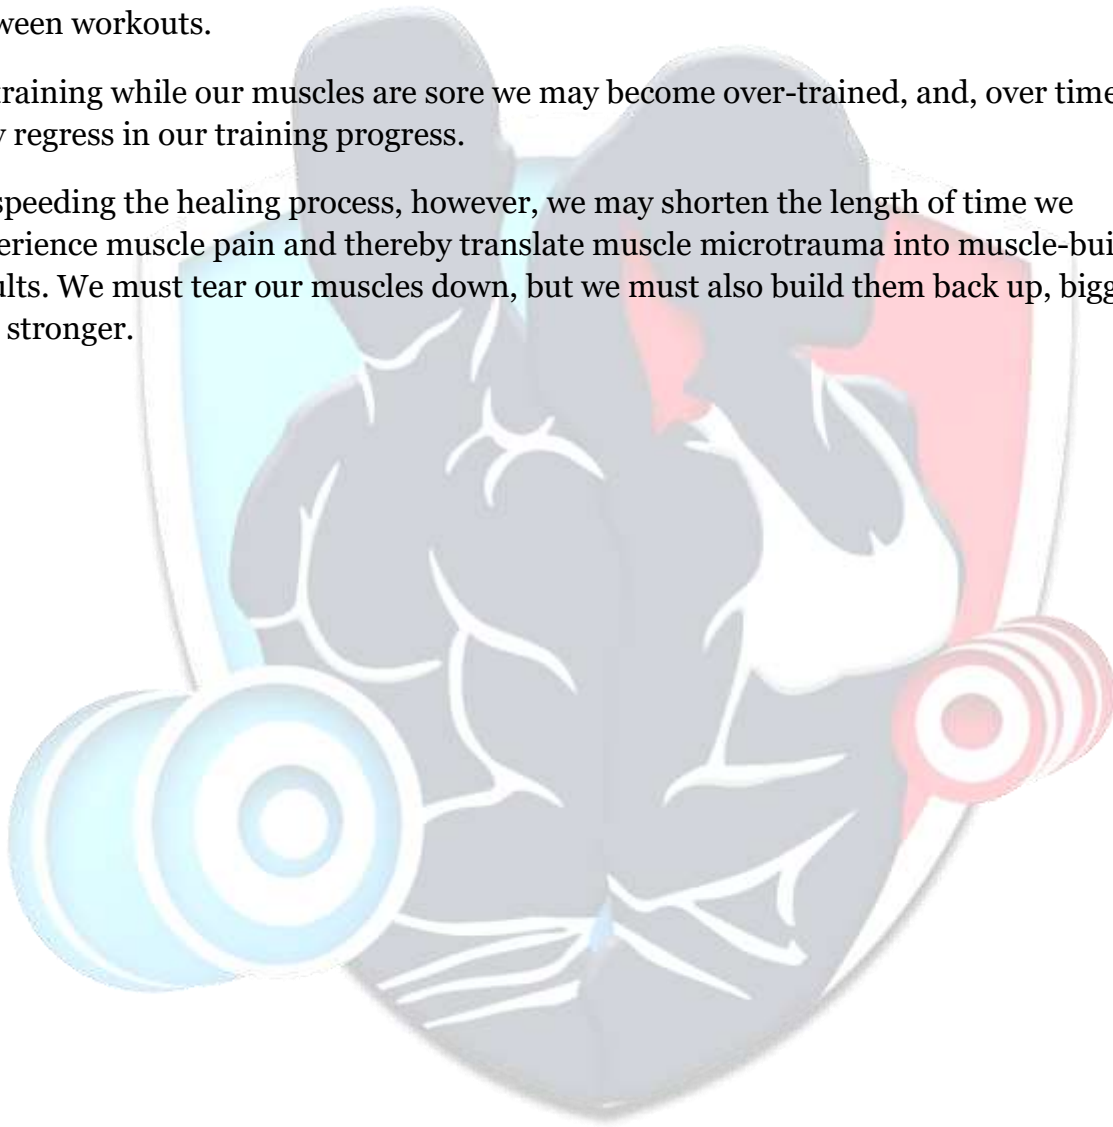 ween workouts.
raining while our muscles are sore we may become over-trained, and, over time
regress in our training progress.
speeding the healing process, however, we may shorten the length of time we
erience muscle pain and thereby translate muscle microtrauma into muscle-bui
ults. We must tear our muscles down, but we must also build them back up, bigg
stronger.